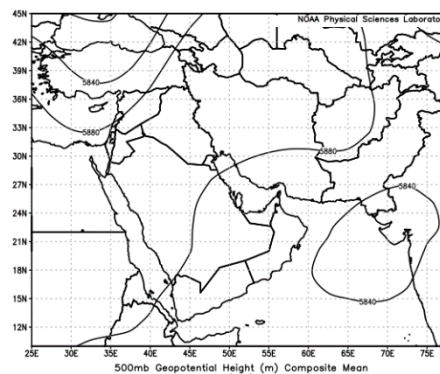 NOAA Physical Sciences Laborato
45N
42N
39N
36N
33N
30N
27N
24N
21N
18N
15N
12N
5840
5880
5880
5840
5840
25E 30E 35E 40E 45E 50E 55E 60E 65E 70E 75E
500mb Geopotential Height (m) Composite Mean